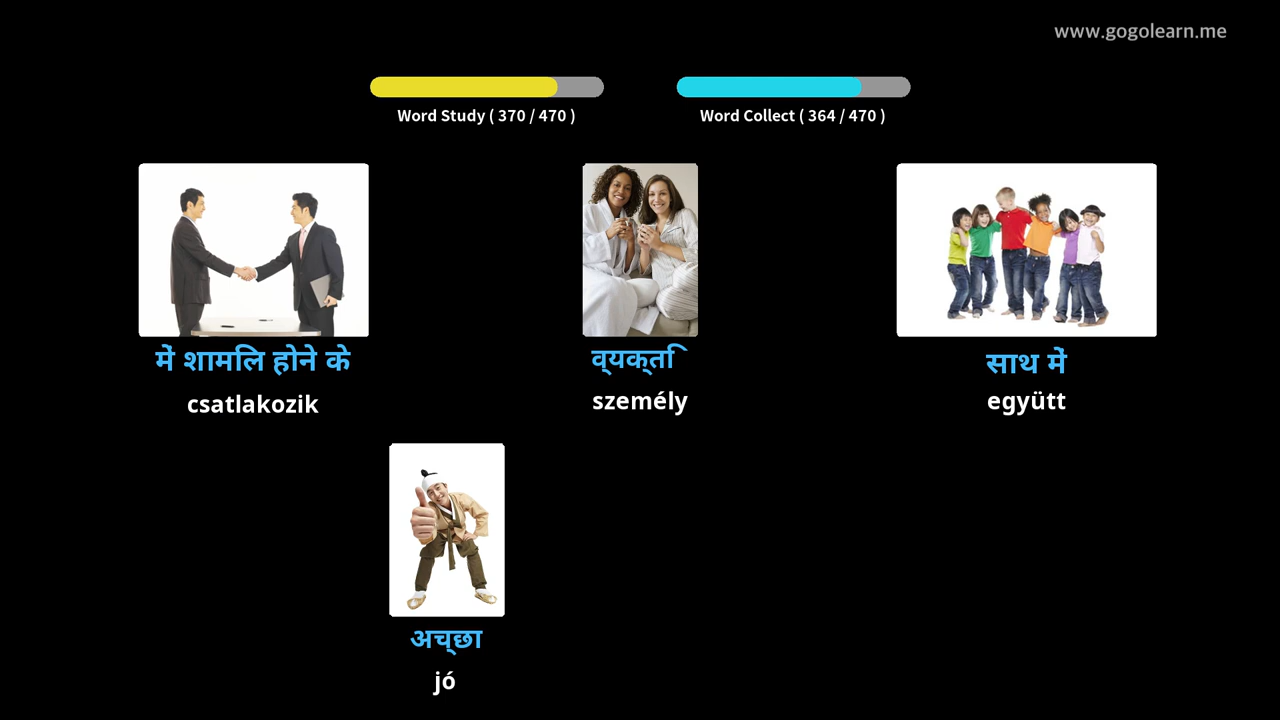 www.gogolearn.me
Word Study ( 370 / 470 )
Word Collect ( 364 / 470 )
में शामिल होने के
csatlakozik
व्यक्ति
személy
साथ में
együtt
अच्छा
jó